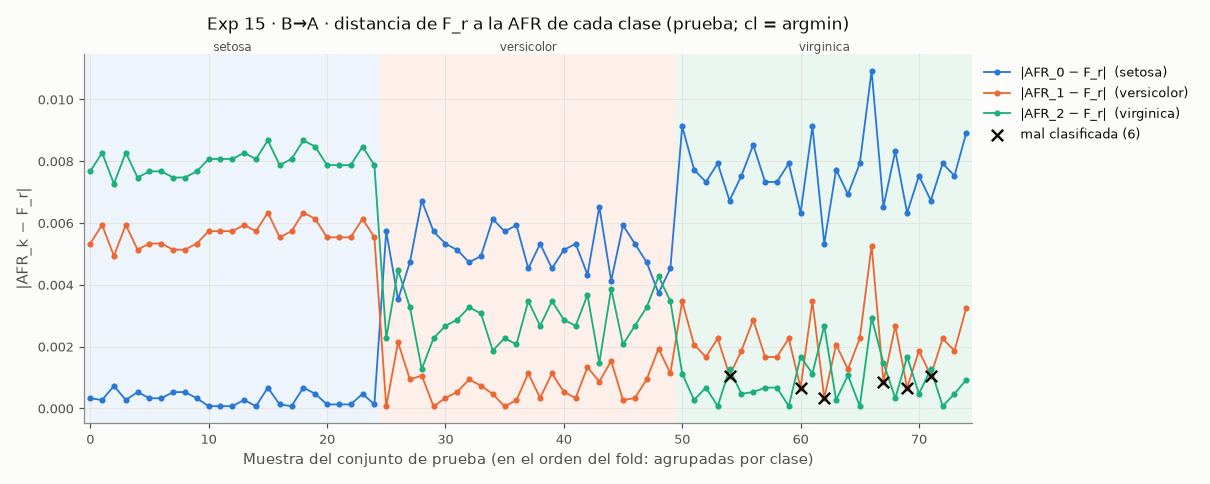 Exp 15 · B→A · distancia de F_r a la AFR de cada clase (prueba; cl = argmin)
setosa
versicolor
virginica
|AFR_0 − F_r| (setosa)
|AFR_1 − F_r| (versicolor)
|AFR_2 − F_r| (virginica)
mal clasificada (6)
|AFR_k − F_r|
0.010
0.008
0.006
0.004
0.002
0.000
0
10
20
30
40
50
60
70
Muestra del conjunto de prueba (en el orden del fold: agrupadas por clase)